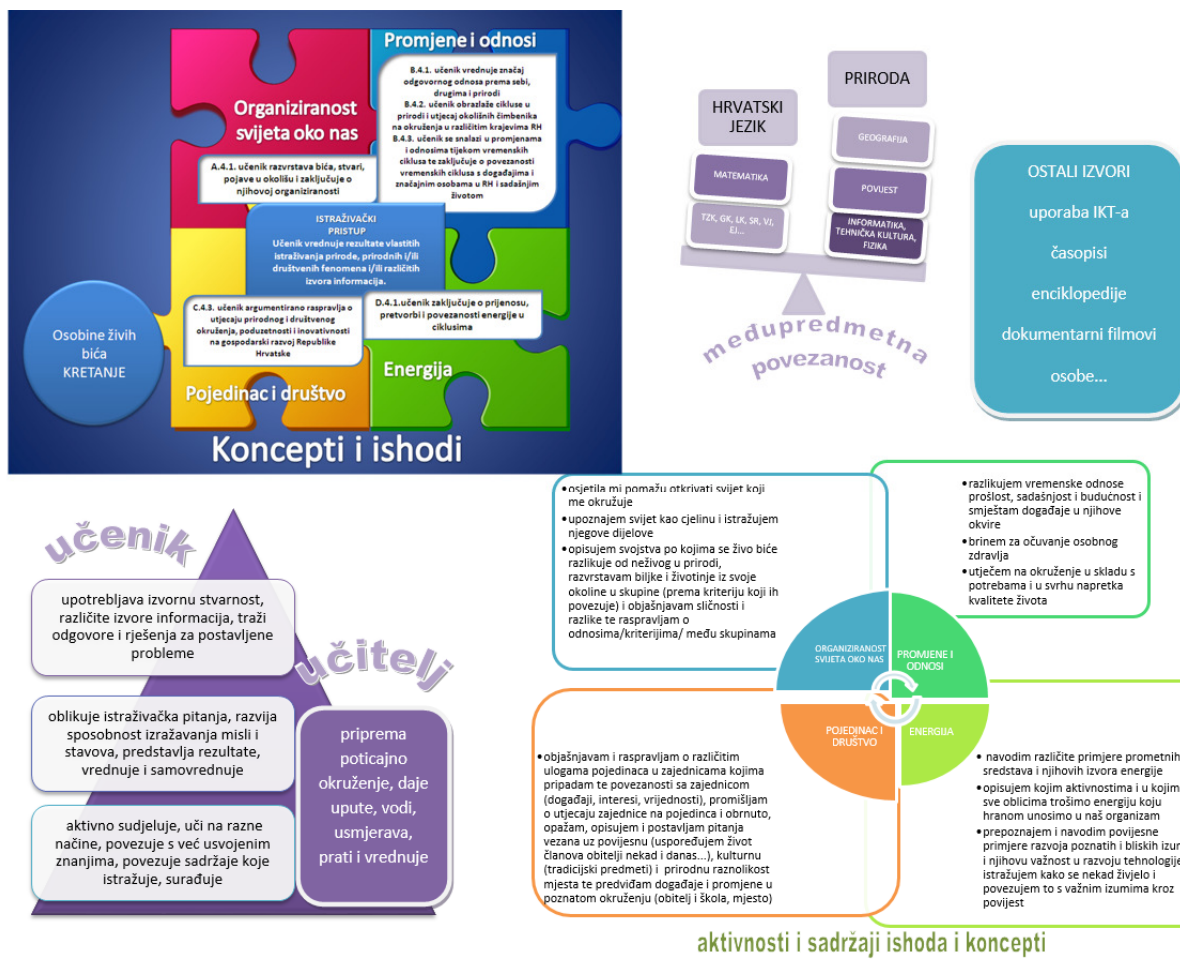 Promjene i odnosi
B.4.1. učenik vrednuje značaj
odgovornog odnosa prema sebi,
drugima i prirodi
B.4.2. učenik obrazlaže cikluse u
prirodi i utjecaj okolišnih čimbenika
na okruženja u različitim krajevima RH
B.4.3. učenik se snalazi u promjenama
i odnosima tijekom vremenskih
ciklusa te zaključuje o povezanosti
vremenskih ciklusa s događajima i
značajnim osobama u RH i sadašnjim
životom
Organiziranost
svijeta oko nas
A.4.1. učenik razvrstava bića, stvari,
pojave u okolišu i zaključuje o
njihovoj organiziranosti
ISTRAŽIVAČKI
PRISTUP
Učenik vrednuje rezultate vlastitih
istraživanja prirode, prirodnih i/ili
društvenih fenomena i/ili različitih
izvora informacija.
C.4.3. učenik argumentirano raspravlja o
utjecaju prirodnog i društvenog
okruženja, poduzetnosti i inovativnosti
na gospodarski razvoj Republike
Hrvatske
D.4.1.učenik zaključuje o prijenosu,
pretvorbi i povezanosti energije u
ciklusima
Osobine živih
bića
KRETANJE
Pojedinac i društvo
Energija
Koncepti i ishodi
HRVATSKI
JEZIK
MATEMATIKA
TZK, GK, LK, SR, VJ,
EJ...
PRIRODA
GEOGRAFIJA
POVIJEST
INFORMATIKA,
TEHNIČKA KULTURA,
FIZIKA
međupredmetna
povezanost
OSTALI IZVORI
uporaba IKT-a
časopisi
enciklopedije
dokumentarni filmovi
osobe...
učenik
upotrebljava izvornu stvarnost,
različite izvore informacija, traži
odgovore i rješenja za postavljene
probleme
oblikuje istraživačka pitanja, razvija
sposobnost izražavanja misli i
stavova, predstavlja rezultate,
vrednuje i samovrednuje
aktivno sudjeluje, uči na razne
načine, povezuje s već usvojenim
znanjima, povezuje sadržaje koje
istražuje, surađuje
učitelj
priprema
poticajno
okruženje, daje
upute, vodi,
usmjerava,
prati i vrednuje
•osjetila mi pomažu otkrivati svijet koji
me okružuje
•upoznajem svijet kao cjelinu i istražujem
njegove dijelove
•opisujem svojstva po kojima se živo biće
razlikuje od neživog u prirodi,
razvrstavam biljke i životinje iz svoje
okoline u skupine (prema kriteriju koji ih
povezuje) i objašnjavam sličnosti i
razlike te raspravljam o
odnosima/kriterijima/ među skupinama
•razlikujem vremenske odnose
prošlost, sadašnjost i budućnost i
smještam događaje u njihove
okvire
•brinem za očuvanje osobnog
zdravlja
•utječem na okruženje u skladu s
potrebama i u svrhu napretka
kvalitete života
ORGANIZIRANOST
SVIJETA OKO NAS
PROMJENE I
ODNOSI
POJEDINAC I
DRUŠTVO
ENERGIJA
•objašnjavam i raspravljam o različitim
ulogama pojedinaca u zajednicama kojima
pripadam te povezanosti sa zajednicom
(događaji, interesi, vrijednosti), promišljam
o utjecaju zajednice na pojedinca i obrnuto,
opažam, opisujem i postavljam pitanja
vezana uz povijesnu (uspoređujem život
članova obitelji nekad i danas...), kulturnu
(tradicijski predmeti) i prirodnu raznolikost
mjesta te predviđam događaje i promjene u
poznatom okruženju (obitelj i škola, mjesto)
• navodim različite primjere prometnih
sredstava i njihovih izvora energije
•opisujem kojim aktivnostima i u kojim
sve oblicima trošimo energiju koju
hranom unosimo u naš organizam
•prepoznajem i navodim povijesne
primjere razvoja poznatih i bliskih
i njihovu važnost u razvoju tehnologije
istražujem kako se nekad živjelo i
povezujem to s važnim izumima kroz
povijest
aktivnosti i sadržaji ishoda i koncepti